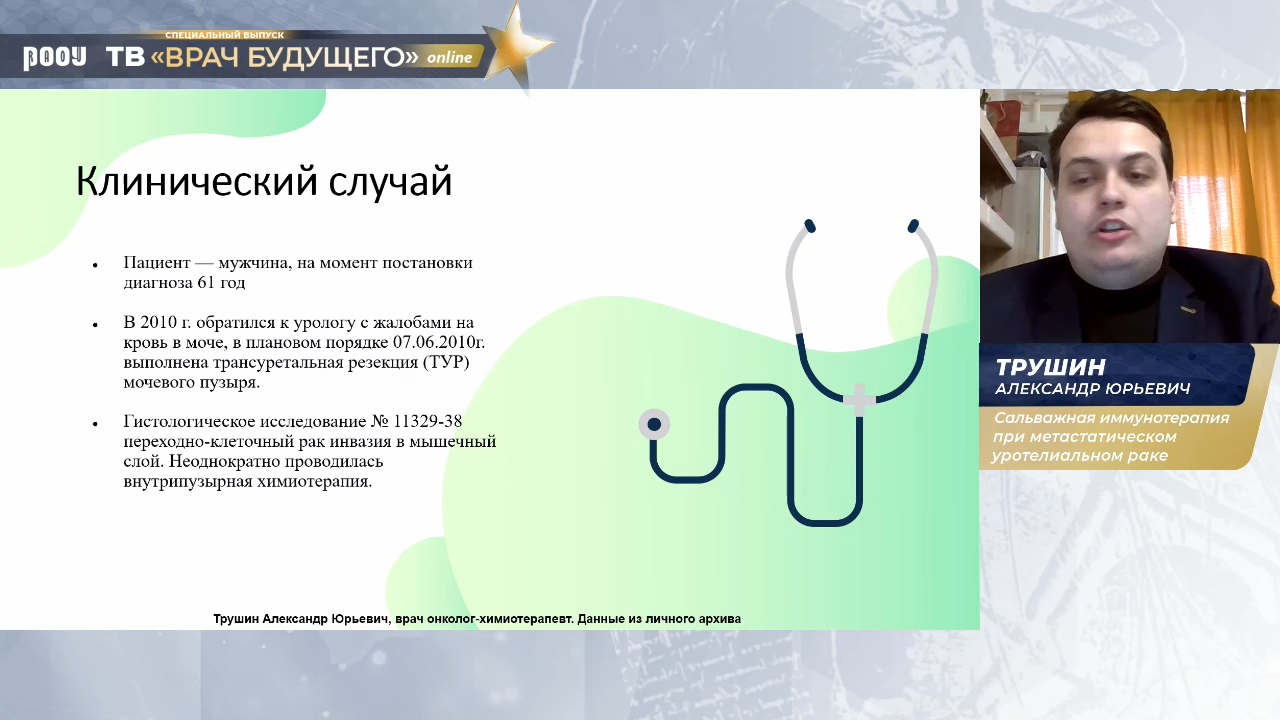 СПЕЦИАЛЬНЫЙ ВЫПУСК
РООУ ТВ «ВРАЧ БУДУЩЕГО» online
Клинический случай
• Пациент — мужчина, на момент постановки
диагноза 61 год
• В 2010 г. обратился к урологу с жалобами на
кровь в моче, в плановом порядке 07.06.2010г.
выполнена трансуретальная резекция (ТУР)
мочевого пузыря.
• Гистологическое исследование № 11329-38
переходно-клеточный рак инвазия в мышечный
слой. Неоднократно проводилась
внутрипузырная химиотерапия.
Трушин Александр Юрьевич, врач онколог-химиотерапевт. Данные из личного архива
ТРУШИН
АЛЕКСАНДР ЮРЬЕВИЧ
Сальважная иммунотерапия
при метастатическом
уротелиальном раке